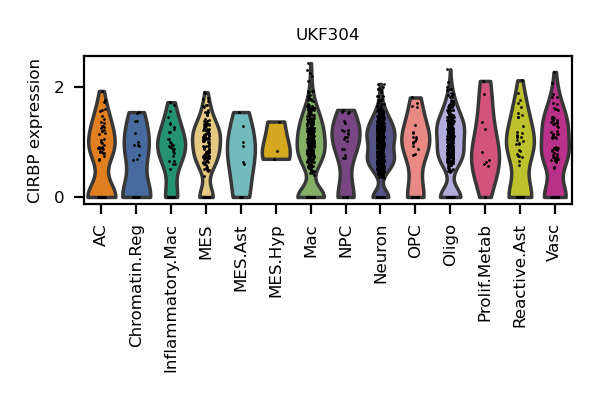 UKF304
CIRBP expression
2
0
AC
Chromatin.Reg
Inflammatory.Mac
MES
MES.Ast
MES.Hyp
Mac
NPC
Neuron
OPC
Oligo
Prolif.Metab
Reactive.Ast
Vasc